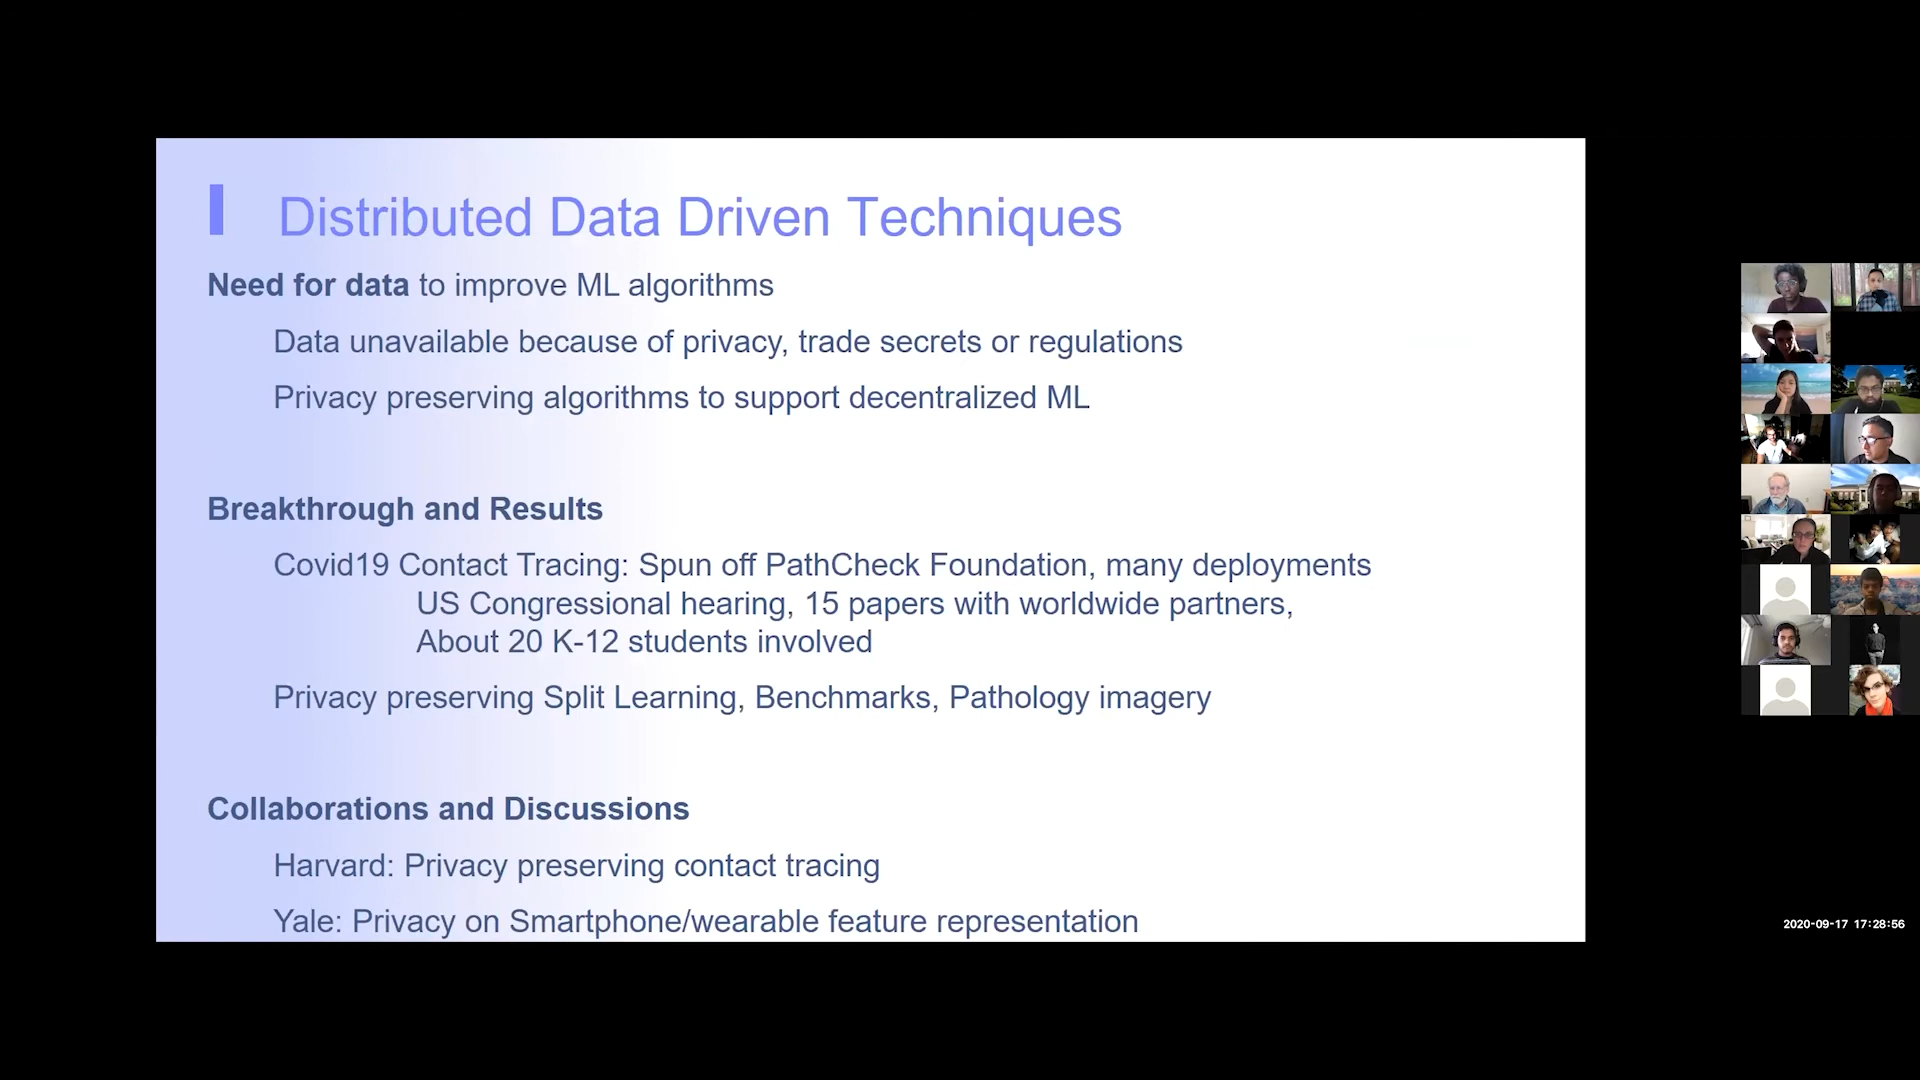 Distributed Data Driven Techniques
Need for data to improve ML algorithms
Data unavailable because of privacy, trade secrets or regulations
Privacy preserving algorithms to support decentralized ML
Breakthrough and Results
Covid19 Contact Tracing: Spun off PathCheck Foundation, many deployments
US Congressional hearing, 15 papers with worldwide partners,
About 20 K-12 students involved
Privacy preserving Split Learning, Benchmarks, Pathology imagery
Collaborations and Discussions
Harvard: Privacy preserving contact tracing
Yale: Privacy on Smartphone/wearable feature representation
2020-09-17 17:28:56